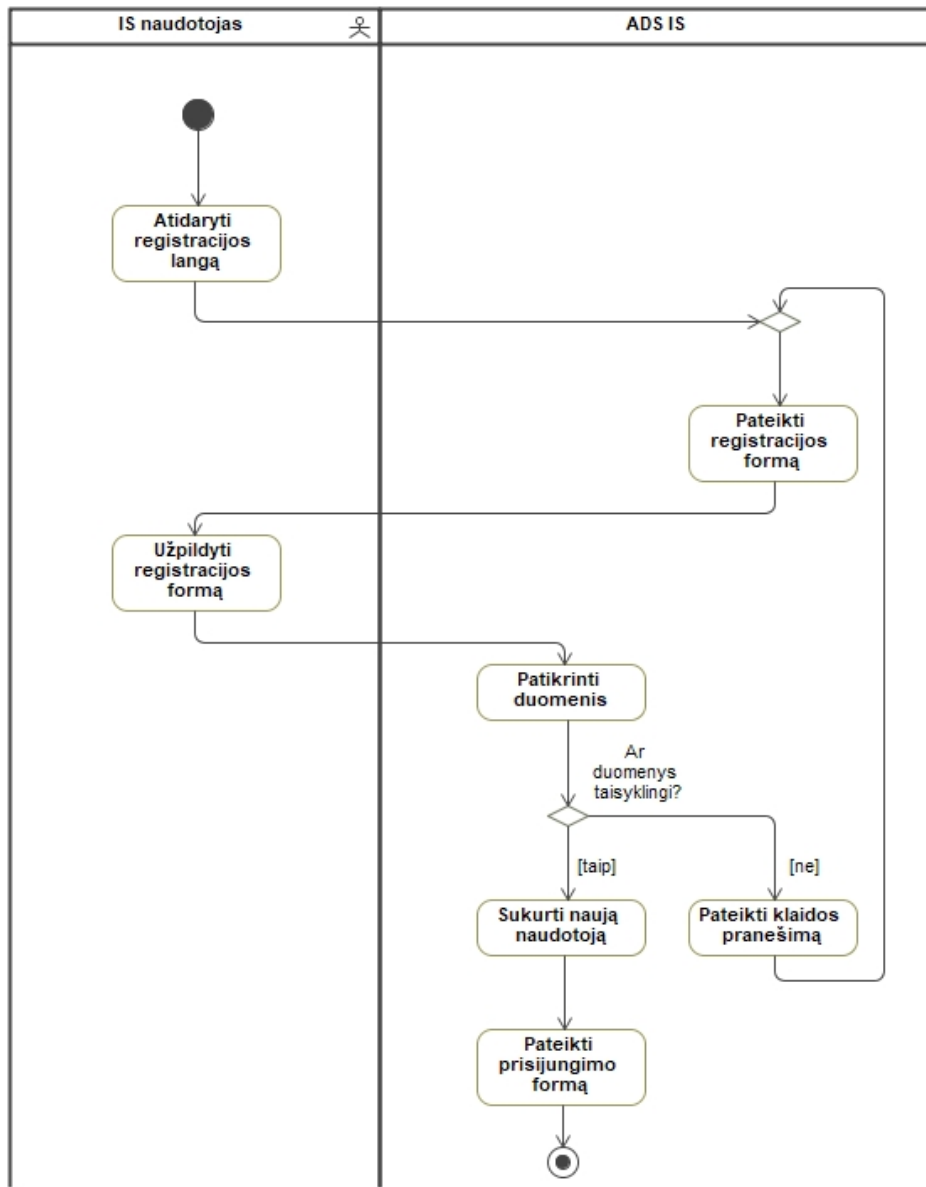 IS naudotojas
ADS IS
Atidaryti
registracijos
langą
Pateikti
registracijos
formą
Užpildyti
registracijos
formą
Patikrinti
duomenis
Ar
duomenys
taisyklingi?
[taip]
[ne]
Sukurti naują
naudotoją
Pateikti klaidos
pranešimą
Pateikti
prisijungimo
formą